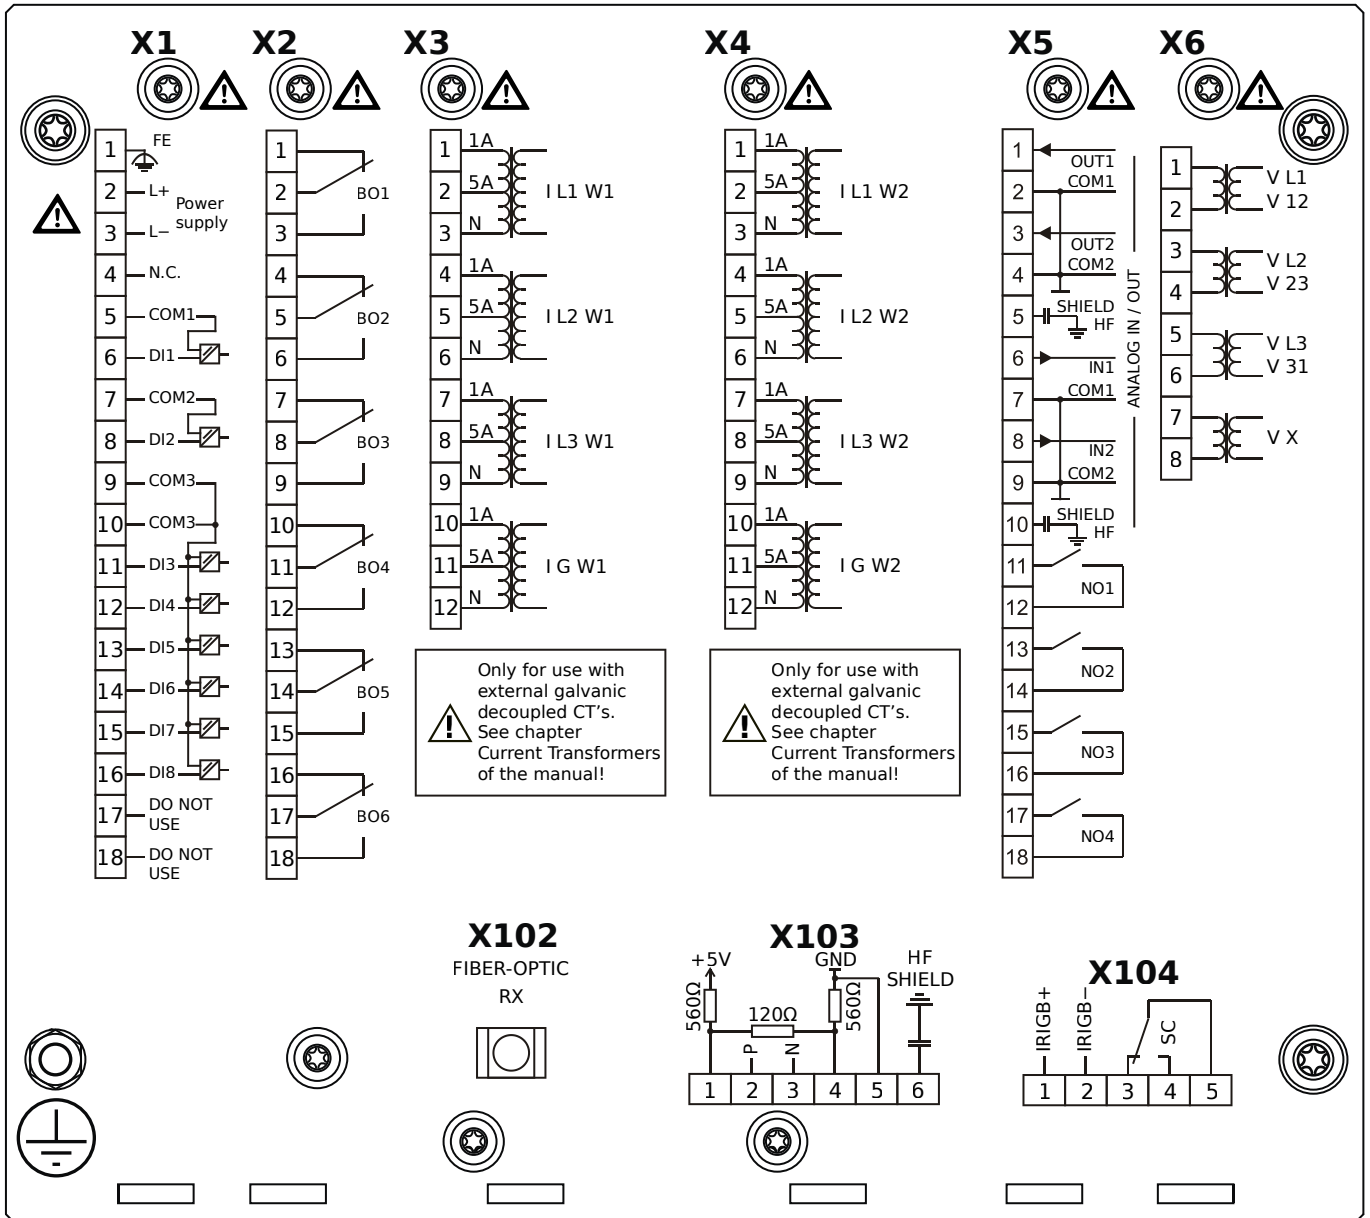 X1
1
FE
2
L+
Power
supply
3
L−
4
N.C.
5
COM1
6
DI1
7
COM2
8
DI2
9
COM3
10
COM3
11
DI3
12
DI4
13
DI5
14
DI6
15
DI7
16
DI8
17
DO NOT
USE
18
DO NOT
USE
X2
1
2
BO1
3
4
5
BO2
6
7
8
BO3
9
10
11
BO4
12
13
14
BO5
15
16
17
BO6
18
X3
1
1A
2
5A
I L1 W1
3
N
4
1A
5
5A
I L2 W1
6
N
7
1A
8
5A
I L3 W1
9
N
10
1A
11
5A
I G W1
12
N
Only for use with
external galvanic
decoupled CT's.
See chapter
Current Transformers
of the manual!
X4
1
1A
2
5A
I L1 W2
3
N
4
1A
5
5A
I L2 W2
6
N
7
1A
8
5A
I L3 W2
9
N
10
1A
11
5A
I G W2
12
N
Only for use with
external galvanic
decoupled CT's.
See chapter
Current Transformers
of the manual!
X5
1
OUT1
2
COM1
3
OUT2
4
COM2
5
SHIELD
HF
6
IN1
7
COM1
8
IN2
9
COM2
10
SHIELD
HF
ANALOG IN / OUT
11
NO1
12
13
NO2
14
15
NO3
16
17
NO4
18
X6
1
V L1
2
V 12
3
V L2
4
V 23
5
V L3
6
V 31
7
V X
8
X102
FIBER-OPTIC
RX
X103
+5V
GND
HF
SHIELD
560Ω
120Ω
560Ω
P
N
1
2
3
4
5
6
X104
IRIGB+
IRIGB−
SC
1
2
3
4
5